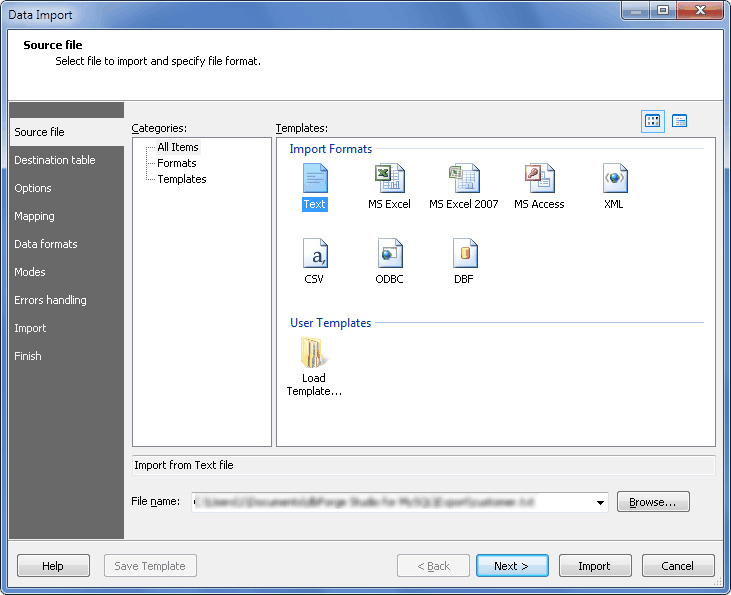 Data Import
Source file
Select file to import and specify file format.
Source file
Destination table
Options
Mapping
Data formats
Modes
Errors handling
Import
Finish
Categories:
All Items
Formats
Templates
Templates:
Import Formats
Text
MS Excel
MS Excel 2007
MS Access
XML
CSV
ODBC
DBF
User Templates
Load
Template...
Import from Text file
File name:
Browse...
Help
Save Template
< Back
Next >
Import
Cancel